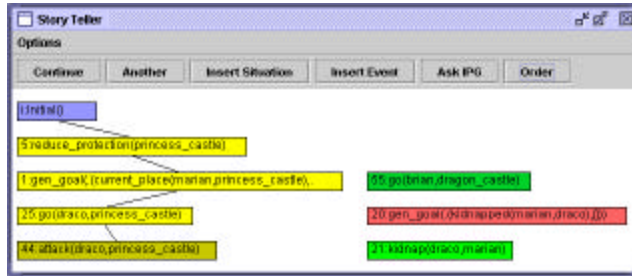 Story Teller
Options
Continue Another Insert Situation Insert Event Ask IPG Order
i:Initial()
5:reduce_protection(princess_castle)
1:gen_goal(,(current_place(marian,princess_castle),.
55:go(brian,dragon_castle)
25:go(draco,princess_castle)
20:gen_goal(,(kidnapped(marian,draco),[]))
44:attack(draco,princess_castle)
31:kidnap(draco,marian)